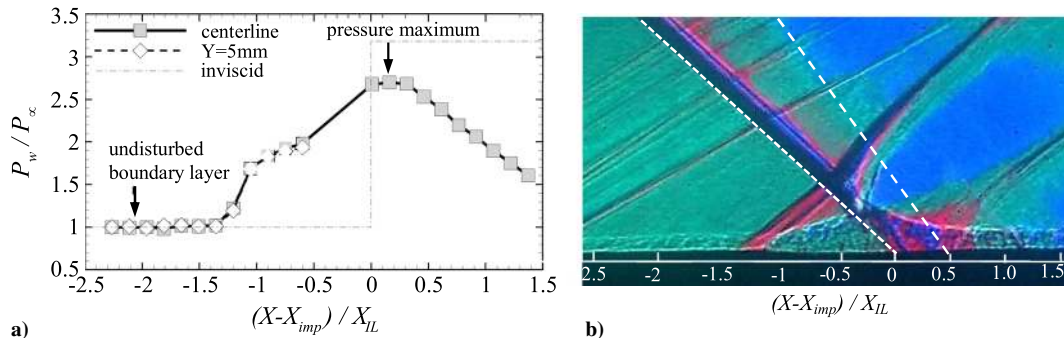 3.5
3
2.5
2
1.5
1
0.5
P_w / P_∞
centerline
Y=5mm
inviscid
pressure maximum
undisturbed
boundary layer
-2.5 -2 -1.5 -1 -0.5 0 0.5 1 1.5
(X-X_imp) / X_IL
a)
-2.5 -2 -1.5 -1 -0.5 0 0.5 1.0 1.5
(X-X_imp) / X_IL
b)